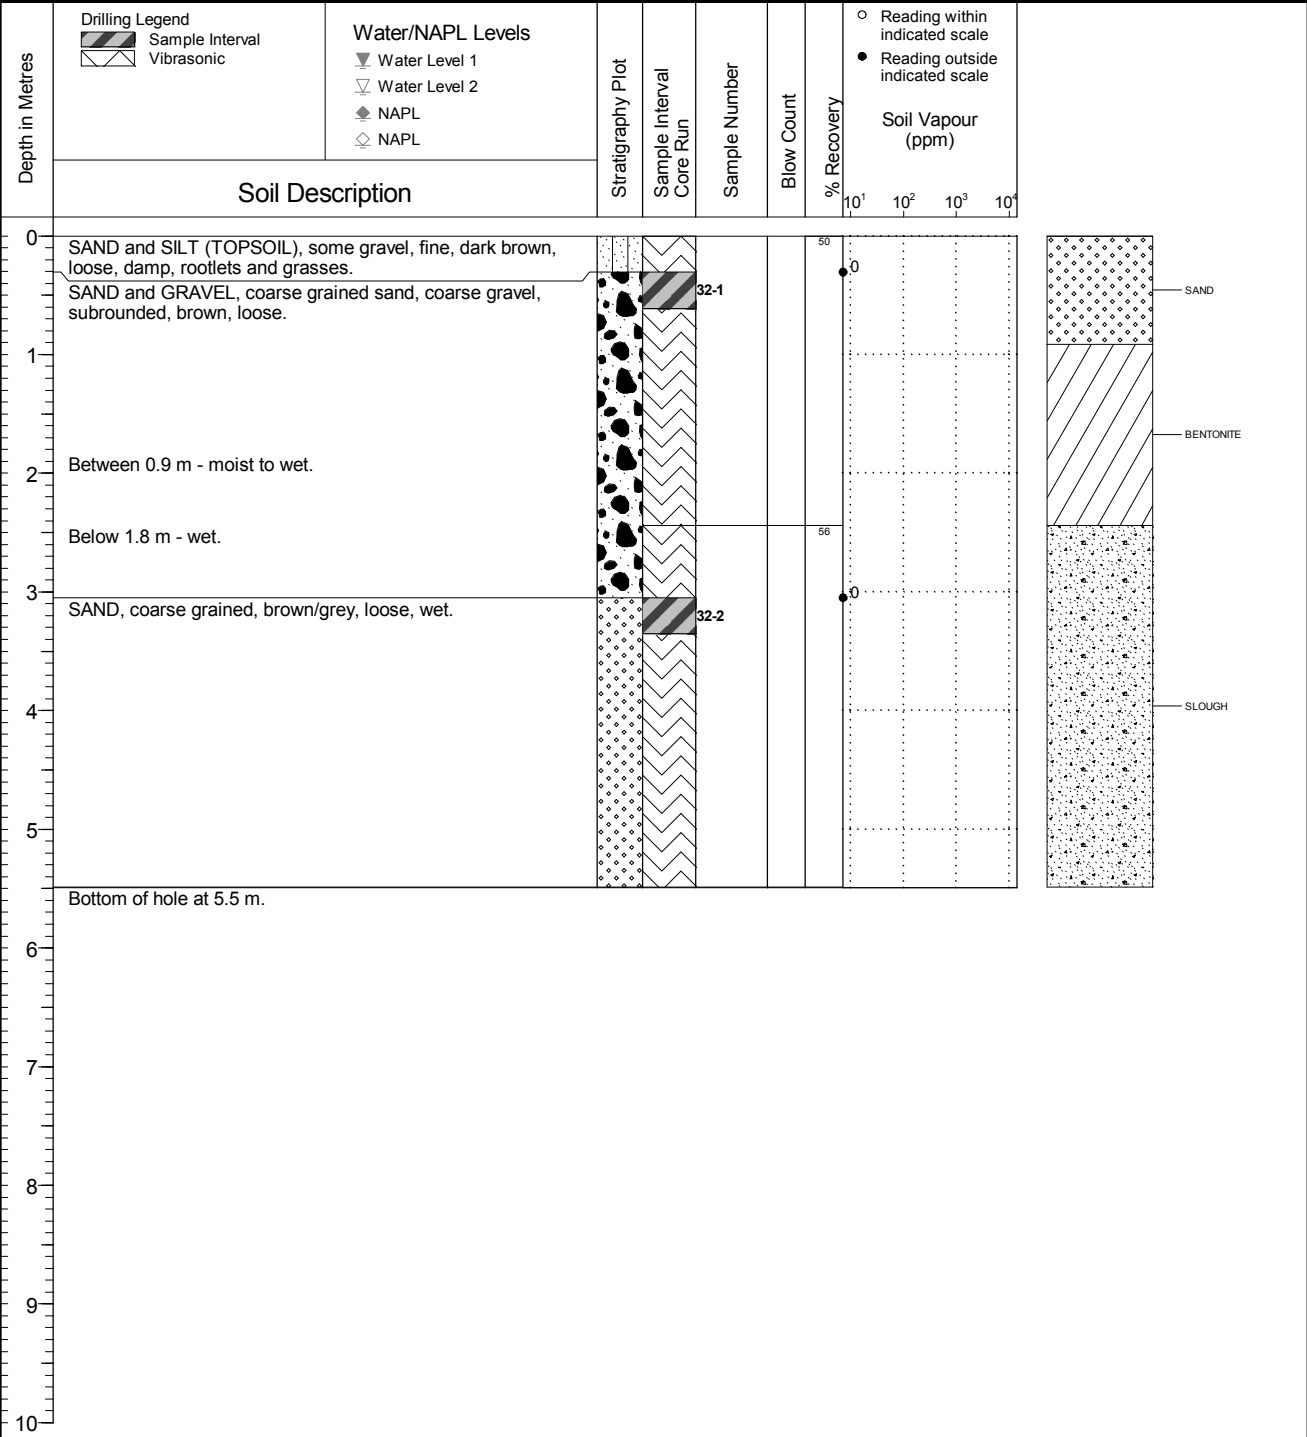 Drilling Legend
Sample Interval
Vibrasonic
Water/NAPL Levels
Water Level 1
Water Level 2
NAPL
NAPL
Depth in Metres
Soil Description
Stratigraphy Plot
Sample Interval
Core Run
Sample Number
Blow Count
% Recovery
Reading within
indicated scale
Reading outside
indicated scale
Soil Vapour
(ppm)
10¹ 10² 10³ 10⁴
0
SAND and SILT (TOPSOIL), some gravel, fine, dark brown,
loose, damp, rootlets and grasses.
50
0
SAND and GRAVEL, coarse grained sand, coarse gravel,
subrounded, brown, loose.
32-1
SAND
1
BENTONITE
Between 0.9 m - moist to wet.
2
Below 1.8 m - wet.
56
3
0
SAND, coarse grained, brown/grey, loose, wet.
32-2
4
SLOUGH
5
Bottom of hole at 5.5 m.
6
7
8
9
10